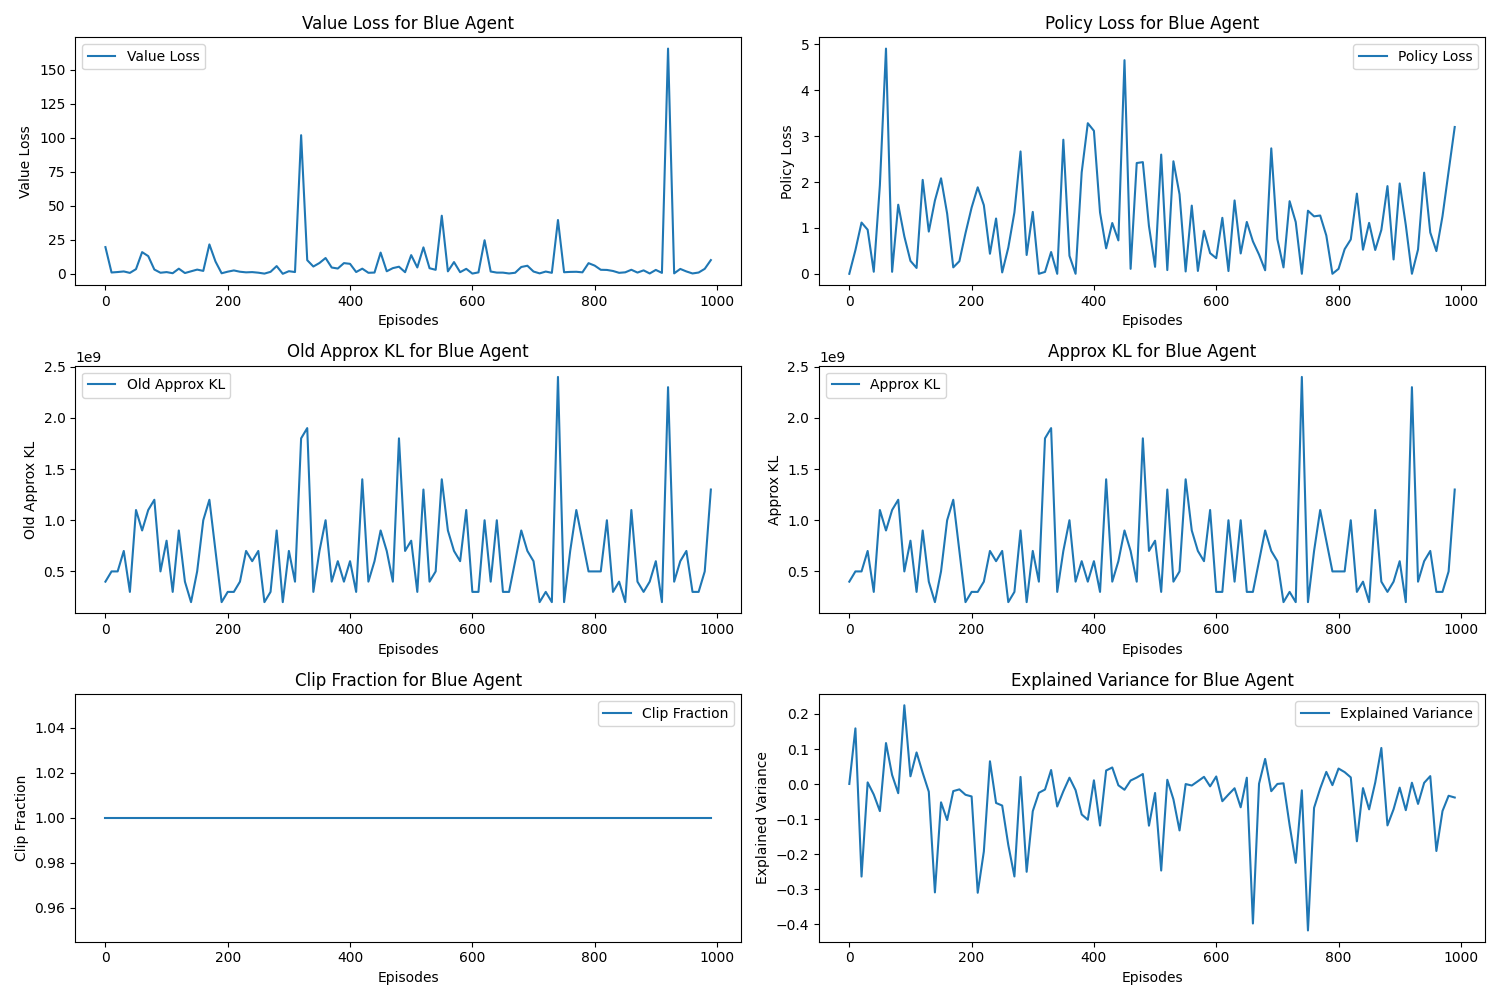 Value Loss for Blue Agent
Value Loss
150
125
100
75
50
25
0
Value Loss
0 200 400 600 800 1000
Episodes
Policy Loss for Blue Agent
Policy Loss
5
4
3
2
1
0
Policy Loss
0 200 400 600 800 1000
Episodes
Old Approx KL for Blue Agent
1e9
Old Approx KL
2.5
2.0
1.5
1.0
0.5
Old Approx KL
0 200 400 600 800 1000
Episodes
Approx KL for Blue Agent
1e9
Approx KL
2.5
2.0
1.5
1.0
0.5
Approx KL
0 200 400 600 800 1000
Episodes
Clip Fraction for Blue Agent
Clip Fraction
1.04
1.02
1.00
0.98
0.96
Clip Fraction
0 200 400 600 800 1000
Episodes
Explained Variance for Blue Agent
Explained Variance
0.2
0.1
0.0
−0.1
−0.2
−0.3
−0.4
Explained Variance
0 200 400 600 800 1000
Episodes